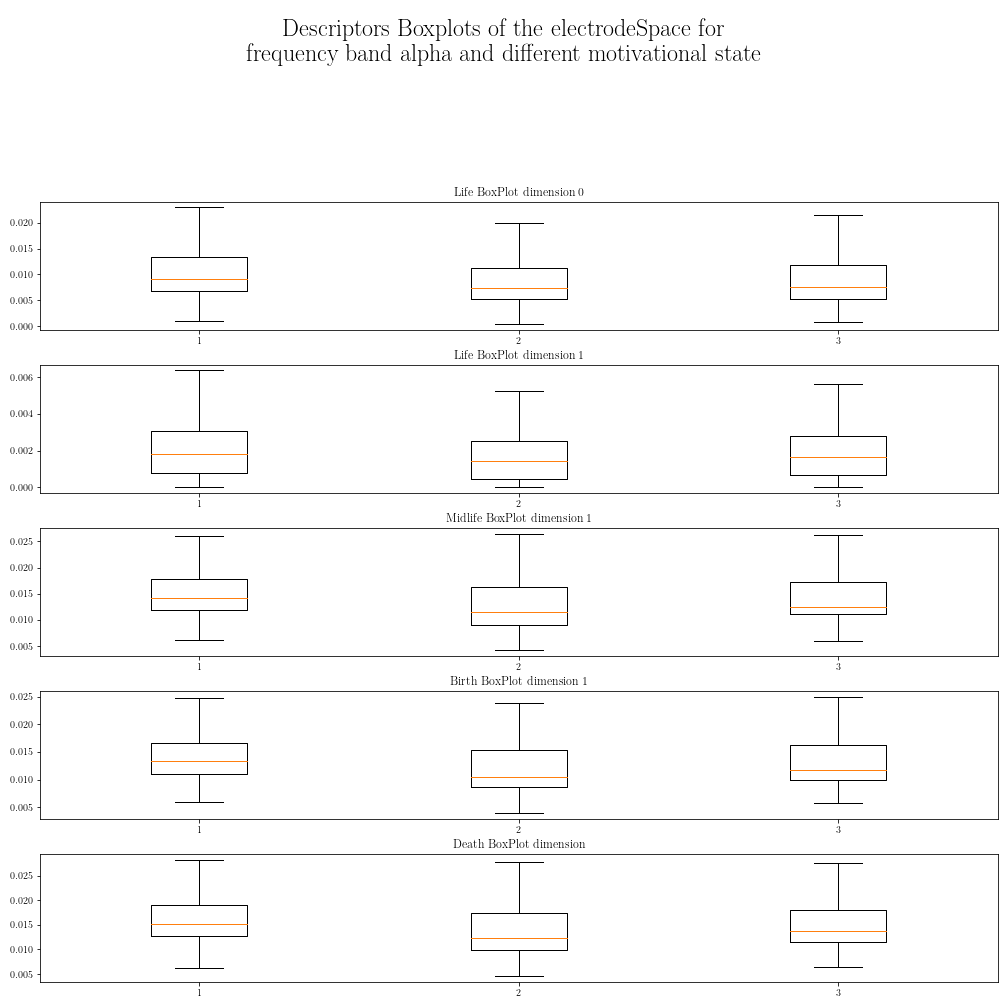 Descriptors Boxplots of the electrodeSpace for
frequency band alpha and different motivational state
Life BoxPlot dimension 0
0.020
0.015
0.010
0.005
0.000
1 2 3
Life BoxPlot dimension 1
0.006
0.004
0.002
0.000
1 2 3
Midlife BoxPlot dimension 1
0.025
0.020
0.015
0.010
0.005
1 2 3
Birth BoxPlot dimension 1
0.025
0.020
0.015
0.010
0.005
1 2 3
Death BoxPlot dimension
0.025
0.020
0.015
0.010
0.005
1 2 3